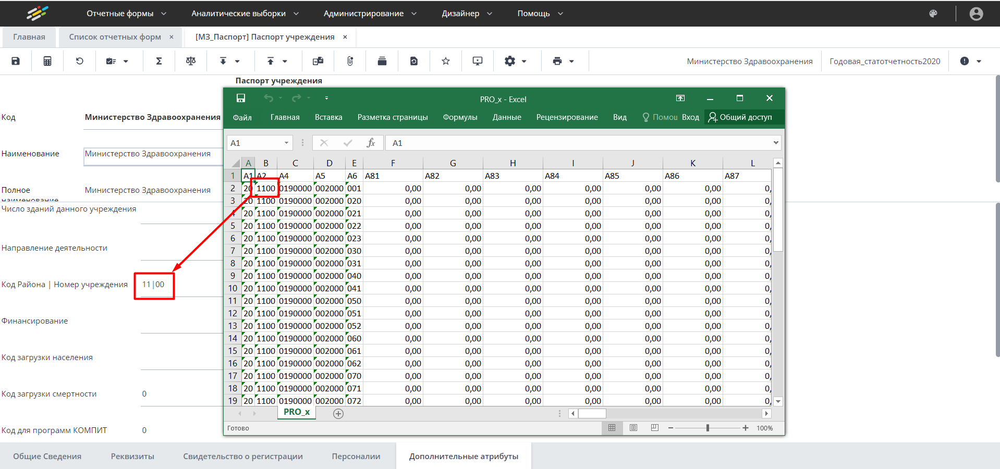 Отчетные формы Аналитические выборки Администрирование Дизайнер Помощь
Главная Список отчетных форм × [МЗ_Паспорт] Паспорт учреждения ×
Министерство Здравоохранения Годовая_статотчетность2020
Паспорт учреждения
Код Министерство Здравоохранения
Наименование Министерство Здравоохранения
Полное Министерство Здравоохранения
наименование
Число зданий данного учреждения
Направление деятельности
Код Района | Номер учреждения 11|00
Финансирование
Код загрузки населения
Код загрузки смертности 0
Код для программ КОМПИТ 0
PRO_x - Excel
Файл Главная Вставка Разметка страницы Формулы Данные Рецензирование Вид Помощ Вход Общий доступ
A1 fx A1
A B C D E F G H I J K L
1 A1 A2 A4 A5 A6 A81 A82 A83 A84 A85 A86 A87
2 20 1100 0190000 002000 001 0,00 0,00 0,00 0,00 0,00 0,00 0,
3 20 1100 0190000 002000 020 0,00 0,00 0,00 0,00 0,00 0,00 0,
4 20 1100 0190000 002000 021 0,00 0,00 0,00 0,00 0,00 0,00 0,
5 20 1100 0190000 002000 022 0,00 0,00 0,00 0,00 0,00 0,00 0,
6 20 1100 0190000 002000 023 0,00 0,00 0,00 0,00 0,00 0,00 0,
7 20 1100 0190000 002000 030 0,00 0,00 0,00 0,00 0,00 0,00 0,
8 20 1100 0190000 002000 031 0,00 0,00 0,00 0,00 0,00 0,00 0,
9 20 1100 0190000 002000 040 0,00 0,00 0,00 0,00 0,00 0,00 0,
10 20 1100 0190000 002000 041 0,00 0,00 0,00 0,00 0,00 0,00 0,
11 20 1100 0190000 002000 050 0,00 0,00 0,00 0,00 0,00 0,00 0,
12 20 1100 0190000 002000 051 0,00 0,00 0,00 0,00 0,00 0,00 0,
13 20 1100 0190000 002000 052 0,00 0,00 0,00 0,00 0,00 0,00 0,
14 20 1100 0190000 002000 060 0,00 0,00 0,00 0,00 0,00 0,00 0,
15 20 1100 0190000 002000 061 0,00 0,00 0,00 0,00 0,00 0,00 0,
16 20 1100 0190000 002000 062 0,00 0,00 0,00 0,00 0,00 0,00 0,
17 20 1100 0190000 002000 070 0,00 0,00 0,00 0,00 0,00 0,00 0,
18 20 1100 0190000 002000 071 0,00 0,00 0,00 0,00 0,00 0,00 0,
19 20 1100 0190000 002000 072 0,00 0,00 0,00 0,00 0,00 0,00 0,
PRO_x
Готово 100%
Общие Сведения Реквизиты Свидетельство о регистрации Персоналии Дополнительные атрибуты